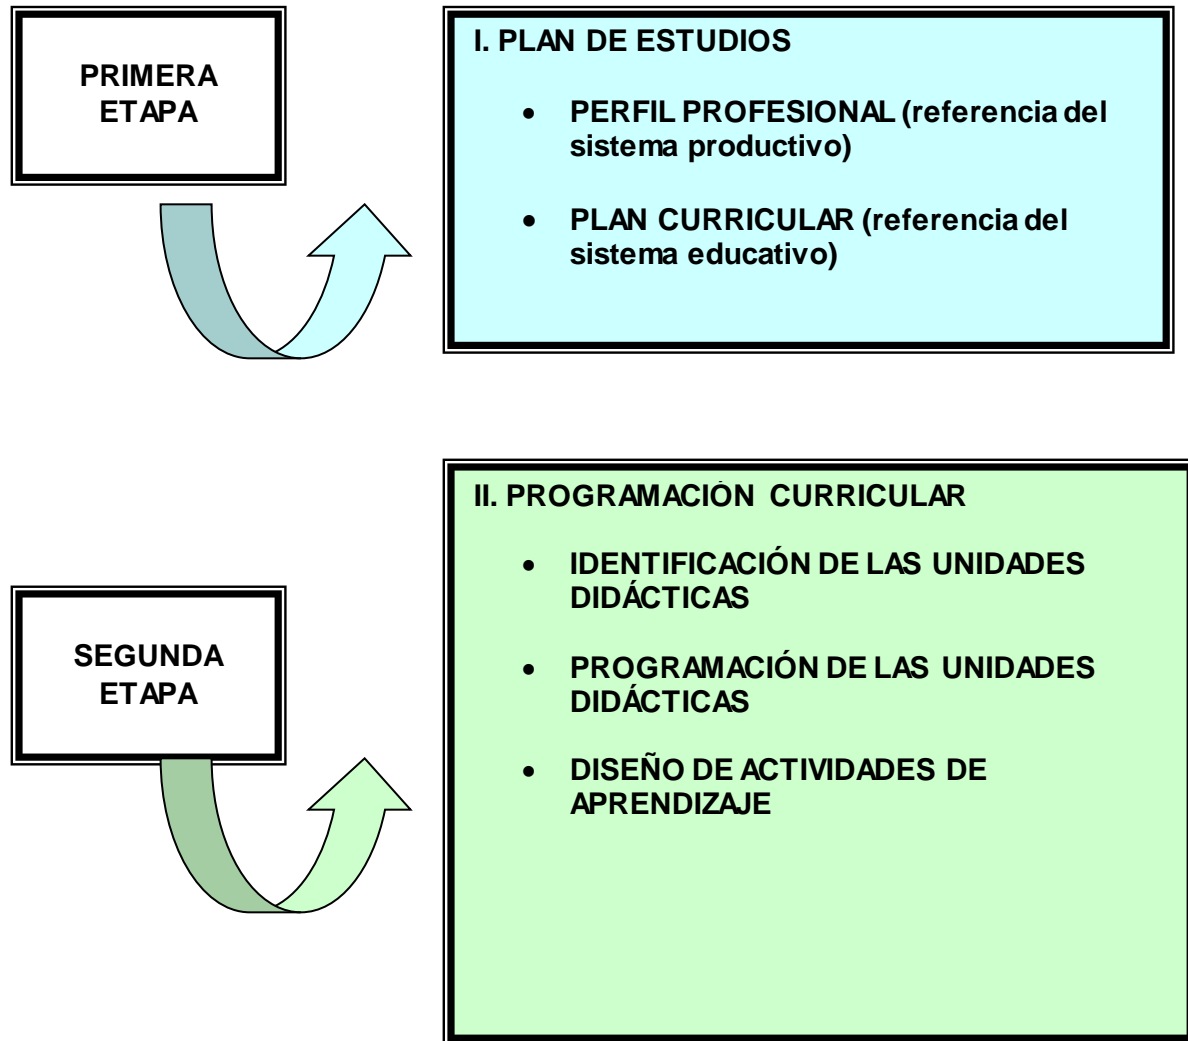 PRIMERA
ETAPA
I. PLAN DE ESTUDIOS
• PERFIL PROFESIONAL (referencia del
sistema productivo)
• PLAN CURRICULAR (referencia del
sistema educativo)
SEGUNDA
ETAPA
II. PROGRAMACIÓN CURRICULAR
• IDENTIFICACIÓN DE LAS UNIDADES
DIDÁCTICAS
• PROGRAMACIÓN DE LAS UNIDADES
DIDÁCTICAS
• DISEÑO DE ACTIVIDADES DE
APRENDIZAJE